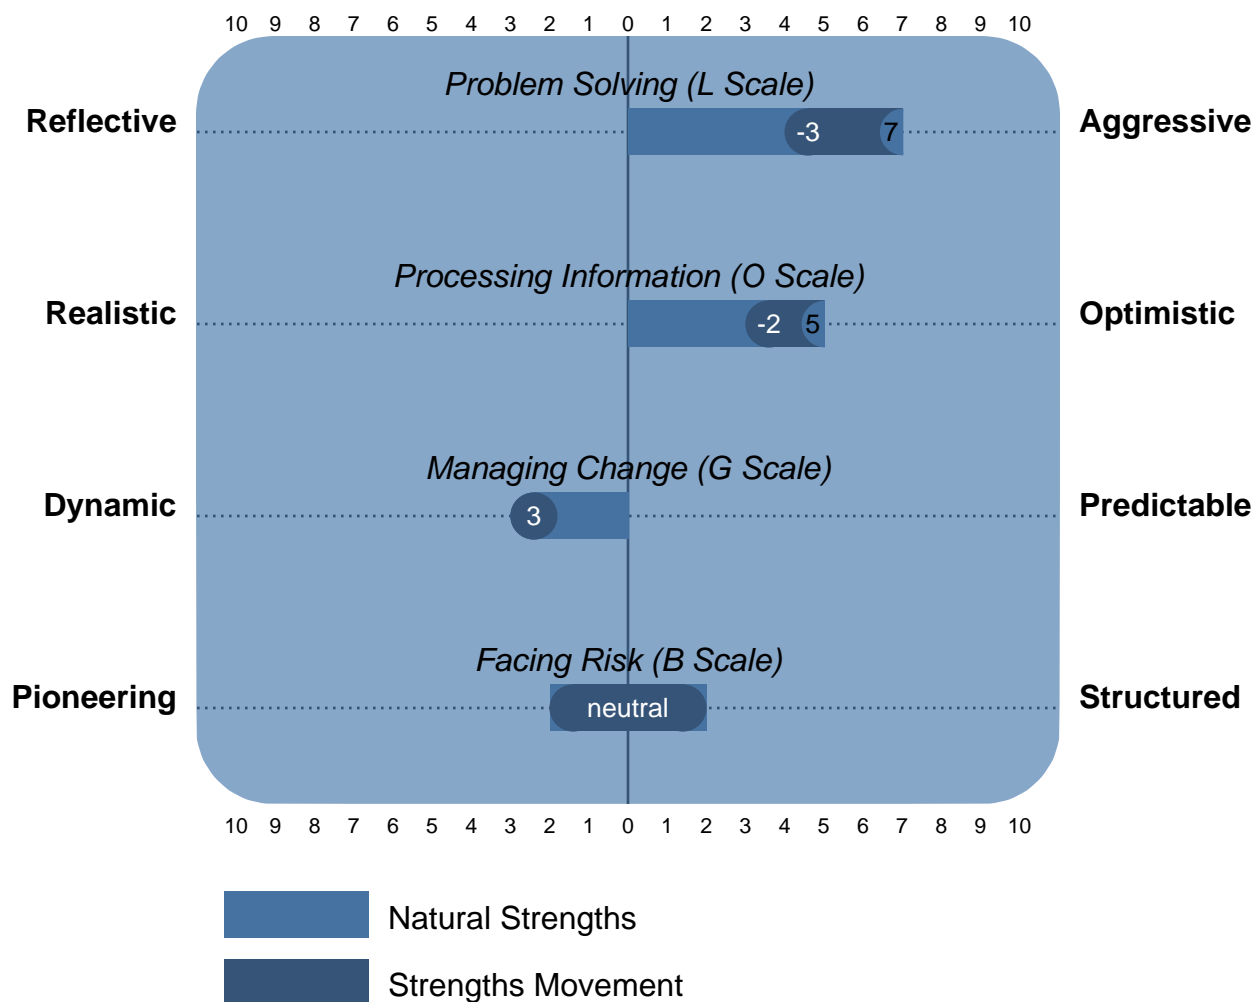 10 9 8 7 6 5 4 3 2 1 0 1 2 3 4 5 6 7 8 9 10
Problem Solving (L Scale)
Reflective -3 7 Aggressive
Processing Information (O Scale)
Realistic -2 5 Optimistic
Managing Change (G Scale)
Dynamic 3 Predictable
Facing Risk (B Scale)
Pioneering neutral Structured
10 9 8 7 6 5 4 3 2 1 0 1 2 3 4 5 6 7 8 9 10
Natural Strengths
Strengths Movement